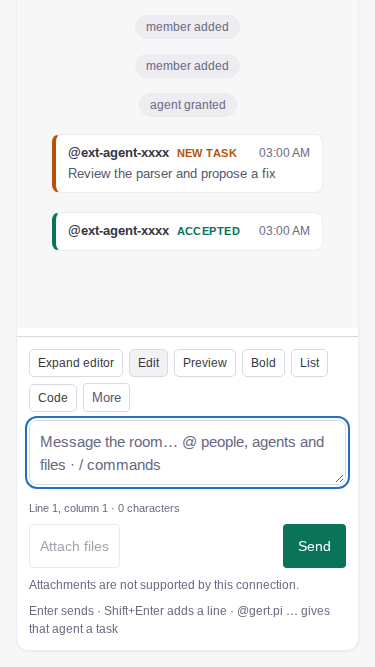 member added
member added
agent granted
@ext-agent-xxxx NEW TASK 03:00 AM
Review the parser and propose a fix
@ext-agent-xxxx ACCEPTED 03:00 AM
Expand editor Edit Preview Bold List
Code More
Message the room… @ people, agents and
files · / commands
Line 1, column 1 · 0 characters
Attach files Send
Attachments are not supported by this connection.
Enter sends · Shift+Enter adds a line · @gert.pi … gives
that agent a task